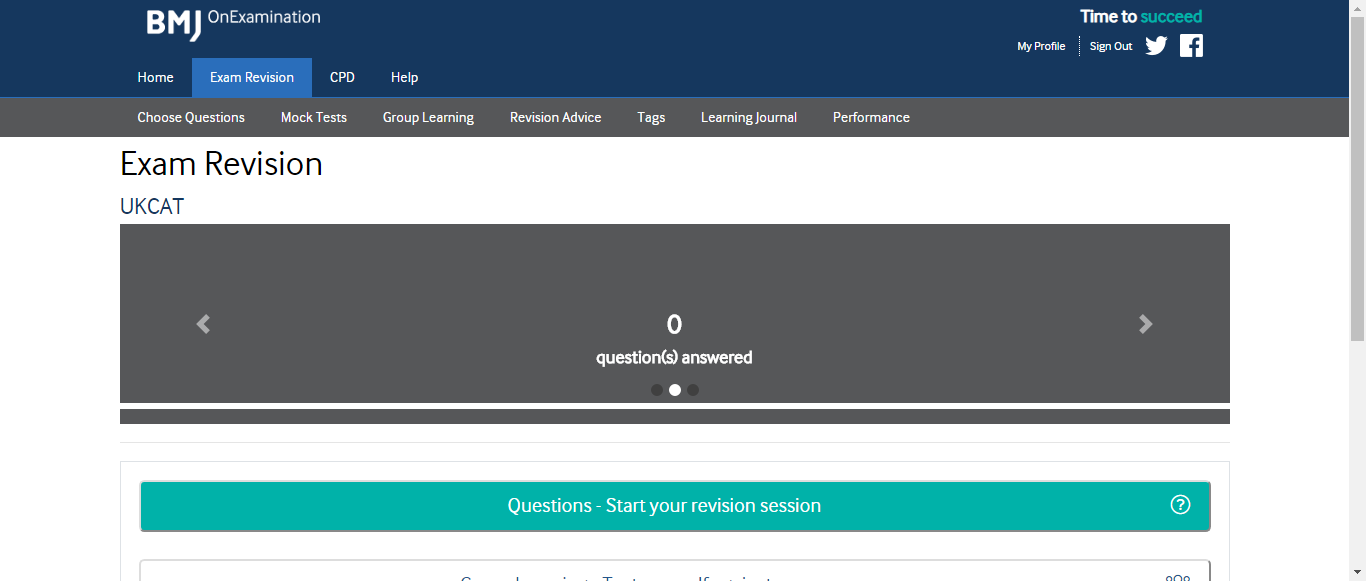 BMJ OnExamination
Time to succeed
My Profile
Sign Out
Home
Exam Revision
CPD
Help
Choose Questions
Mock Tests
Group Learning
Revision Advice
Tags
Learning Journal
Performance
Exam Revision
UKCAT
0
question(s) answered
Questions - Start your revision session